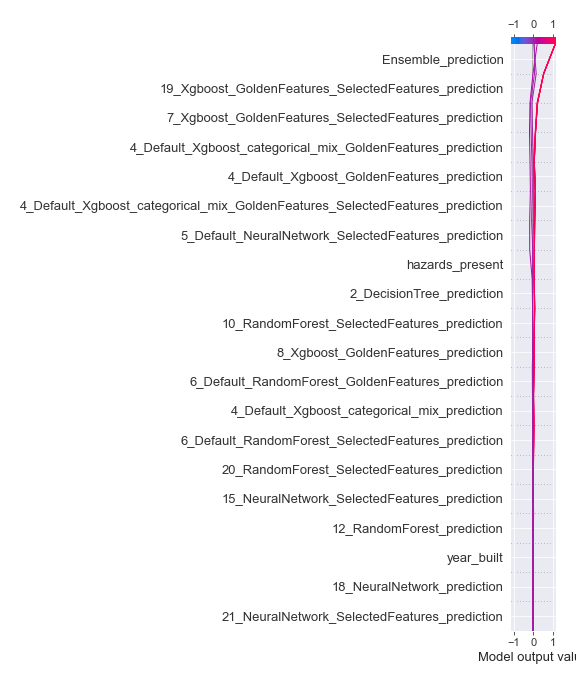 −1 0 1
Ensemble_prediction
19_Xgboost_GoldenFeatures_SelectedFeatures_prediction
7_Xgboost_GoldenFeatures_SelectedFeatures_prediction
4_Default_Xgboost_categorical_mix_GoldenFeatures_prediction
4_Default_Xgboost_GoldenFeatures_prediction
4_Default_Xgboost_categorical_mix_GoldenFeatures_SelectedFeatures_prediction
5_Default_NeuralNetwork_SelectedFeatures_prediction
hazards_present
2_DecisionTree_prediction
10_RandomForest_SelectedFeatures_prediction
8_Xgboost_GoldenFeatures_prediction
6_Default_RandomForest_GoldenFeatures_prediction
4_Default_Xgboost_categorical_mix_prediction
6_Default_RandomForest_SelectedFeatures_prediction
20_RandomForest_SelectedFeatures_prediction
15_NeuralNetwork_SelectedFeatures_prediction
12_RandomForest_prediction
year_built
18_NeuralNetwork_prediction
21_NeuralNetwork_SelectedFeatures_prediction
−1 0 1
Model output valu